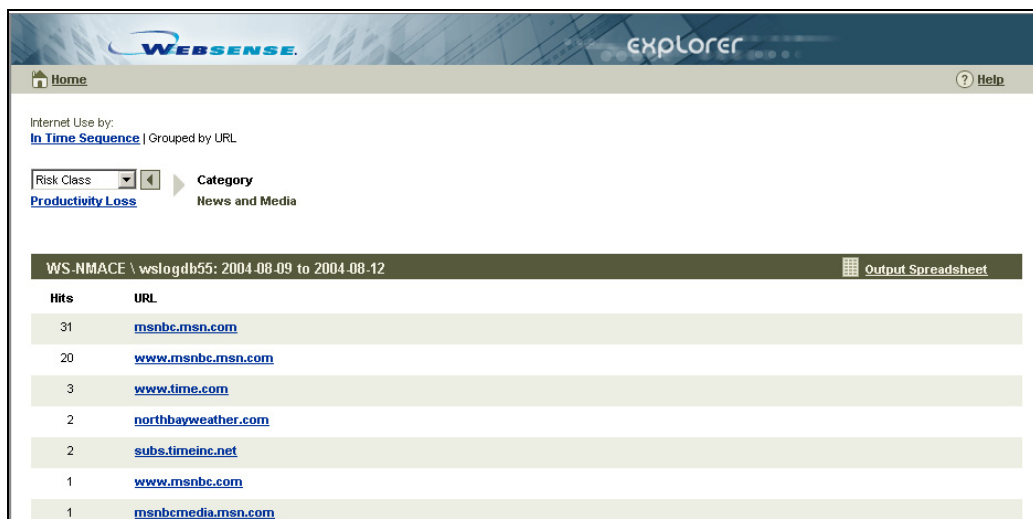 WEBSENSE. explorer
Home ? Help
Internet Use by:
In Time Sequence | Grouped by URL
Risk Class Category
Productivity Loss News and Media
WS-NMACE \ wslogdb55: 2004-08-09 to 2004-08-12 Output Spreadsheet
Hits URL
31 msnbc.msn.com
20 www.msnbc.msn.com
3 www.time.com
2 northbayweather.com
2 subs.timeinc.net
1 www.msnbc.com
1 msnbcmedia.msn.com